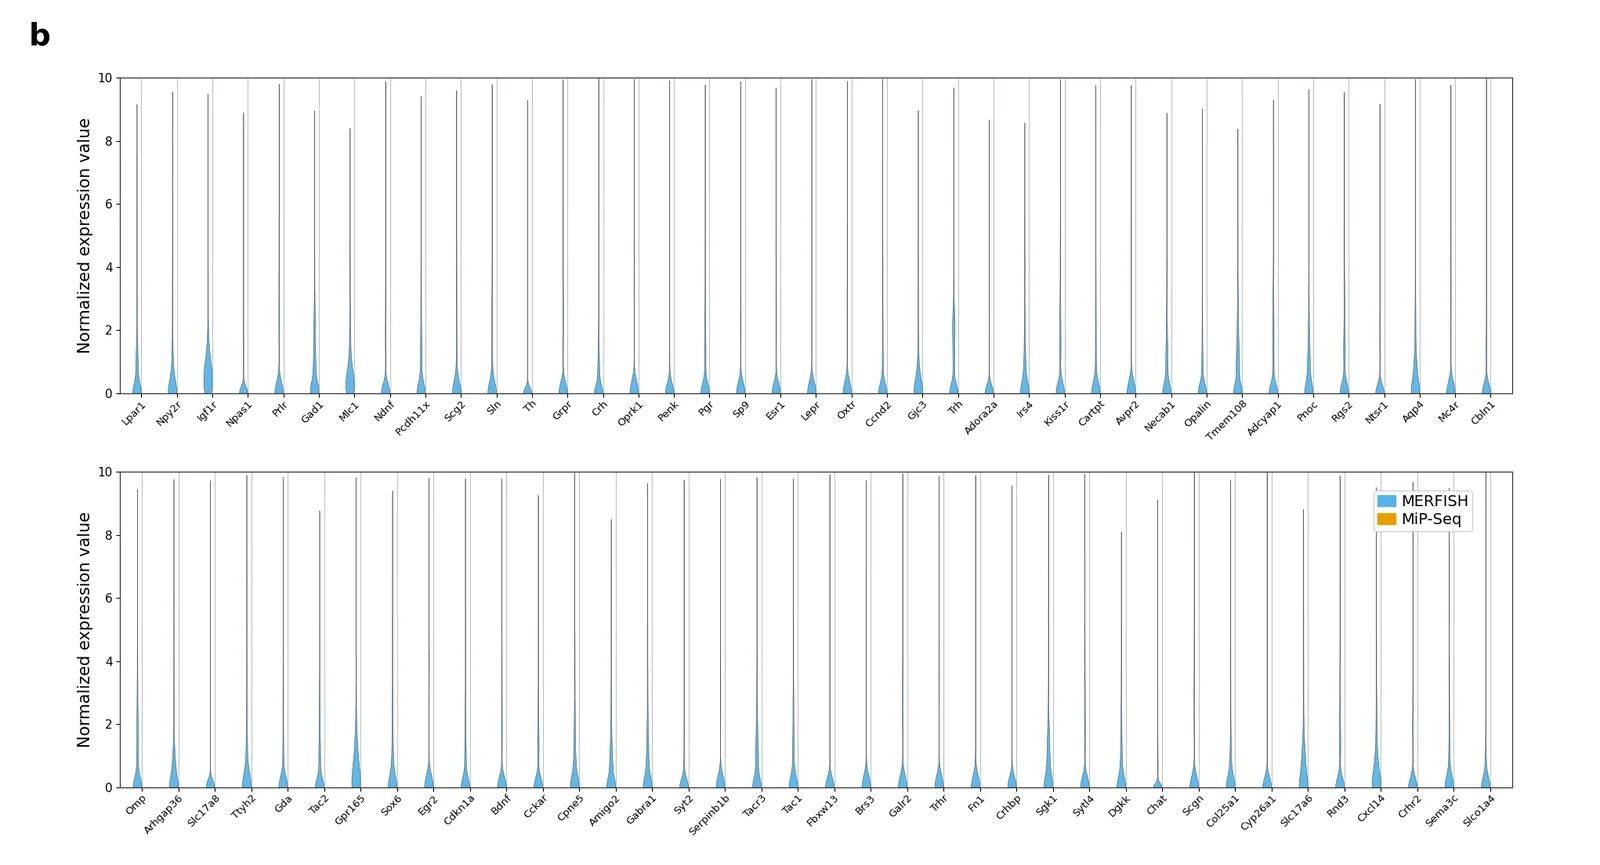 b
Normalized expression value
10
8
6
4
2
0
Lpar1 Npy2r Igf1r Npas1 Prlr Gad1 Mlc1 Ndnf Pcdh11x Scg2 Sln Th Grpr Crh Oprk1 Penk Pgr Sp9 Esr1 Lepr Oxtr Ccnd2 Gjc3 Trh Adora2a Irs4 Kiss1r Cartpt Avpr2 Necab1 Opalin Tmem108 Adcyap1 Pnoc Rgs2 Ntsr1 Aqp4 Mc4r Cbln1
Normalized expression value
10
8
6
4
2
0
MERFISH
MiP-Seq
Omp Arhgap36 Slc17a8 Ttyh2 Gda Tac2 Gpr165 Sox6 Egr2 Cdkn1a Bdnf Cckar Cpne5 Amigo2 Gabra1 Syt2 Serpinb1b Tacr3 Tac1 Fbxw13 Brs3 Galr2 Trhr Fn1 Crhbp Sgk1 Sytl4 Dgkk Chat Scgn Col25a1 Cyp26a1 Slc17a6 Rnd3 Cxcl14 Crhr2 Sema3c Slco1a4